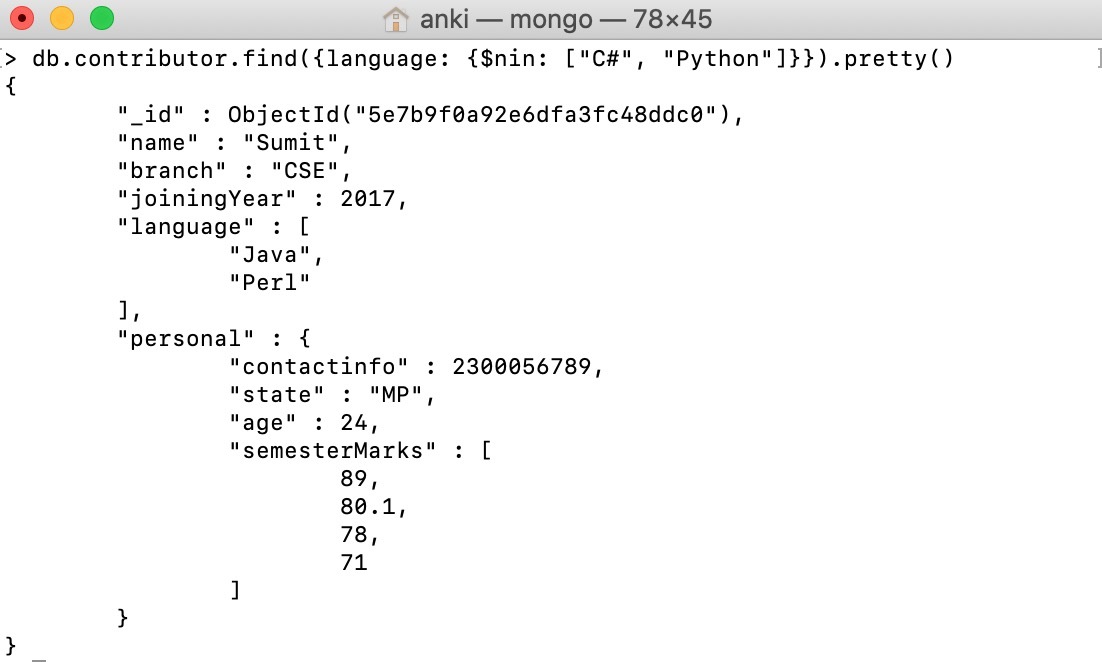 anki — mongo — 78×45
[> db.contributor.find({language: {$nin: ["C#", "Python"]}}).pretty() ]
{
        "_id" : ObjectId("5e7b9f0a92e6dfa3fc48ddc0"),
        "name" : "Sumit",
        "branch" : "CSE",
        "joiningYear" : 2017,
        "language" : [
                "Java",
                "Perl"
        ],
        "personal" : {
                "contactinfo" : 2300056789,
                "state" : "MP",
                "age" : 24,
                "semesterMarks" : [
                        89,
                        80.1,
                        78,
                        71
                ]
        }
}